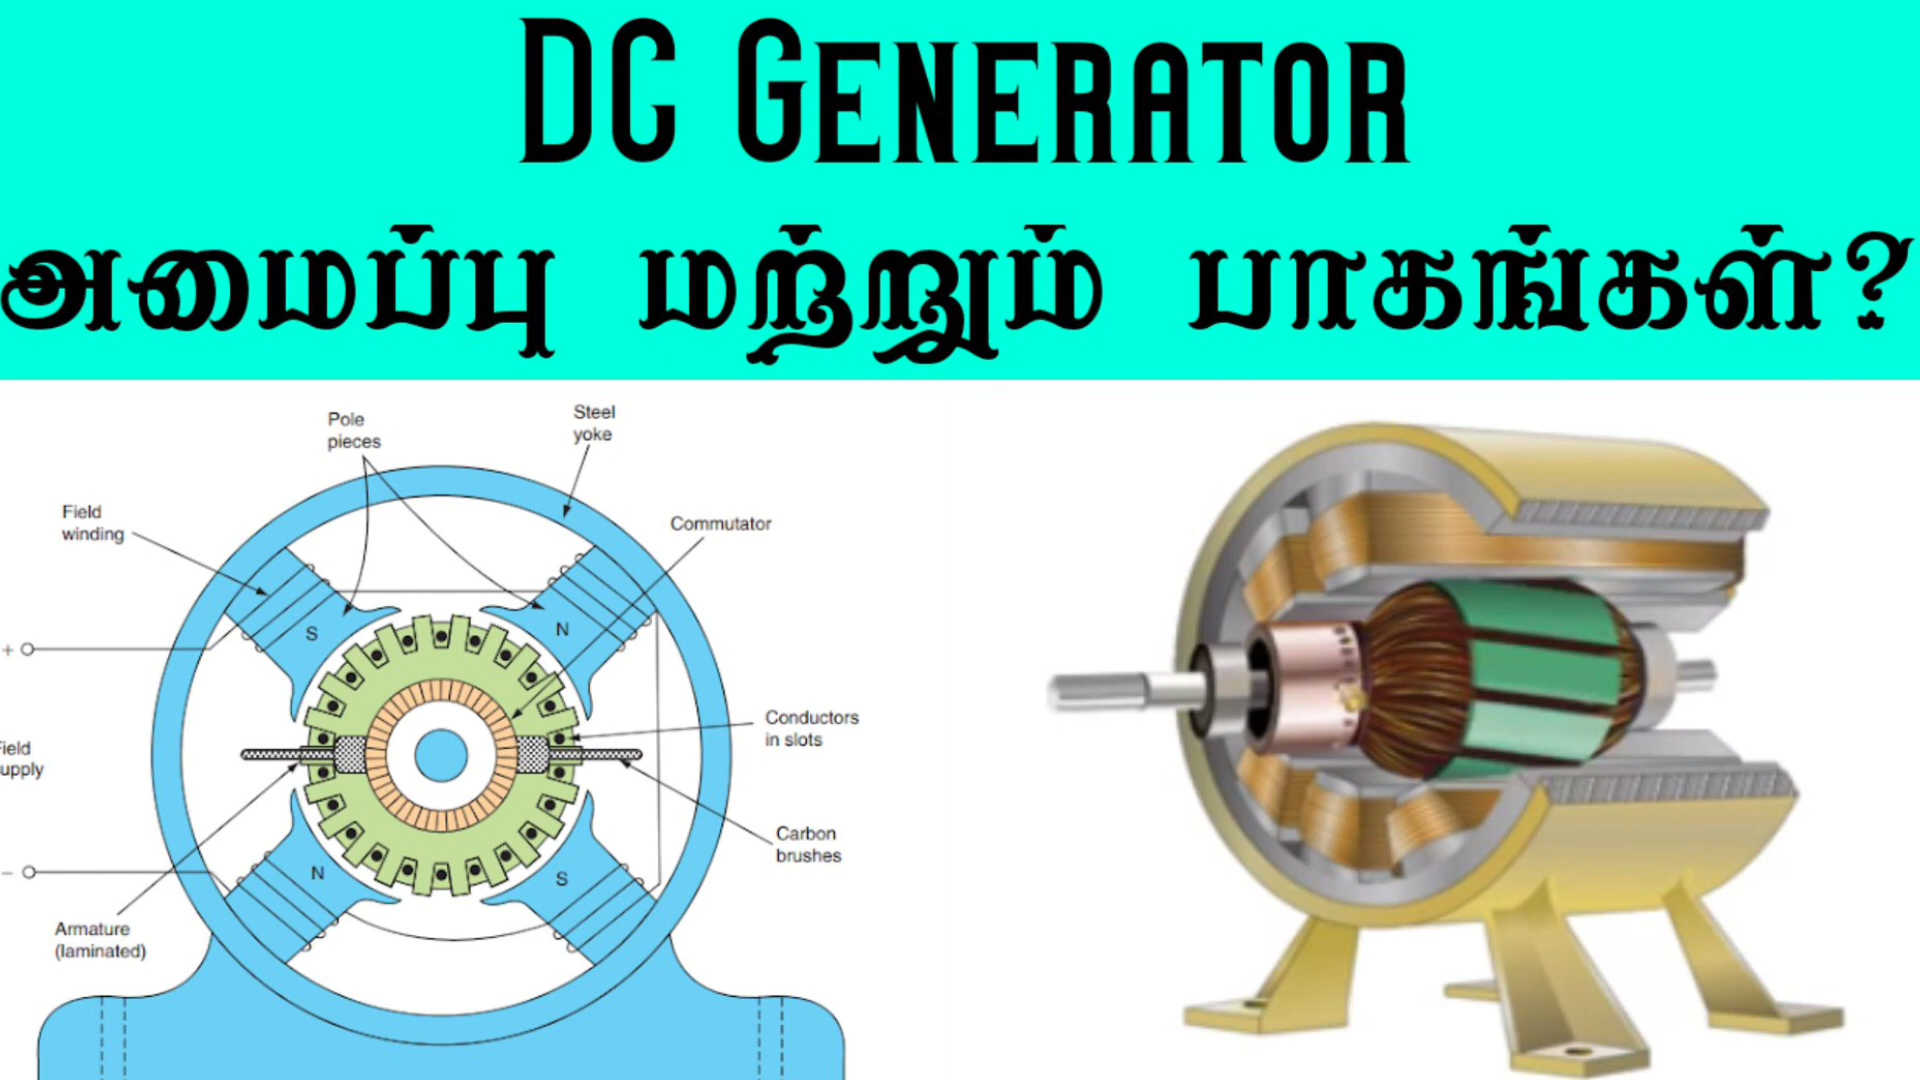 DC Generator
அமைப்பு மற்றும் பாகங்கள்?
Pole
pieces
Steel
yoke
Field
winding
Commutator
S
N
+
Conductors
in slots
ield
upply
Carbon
brushes
N
S
–
Armature
(laminated)